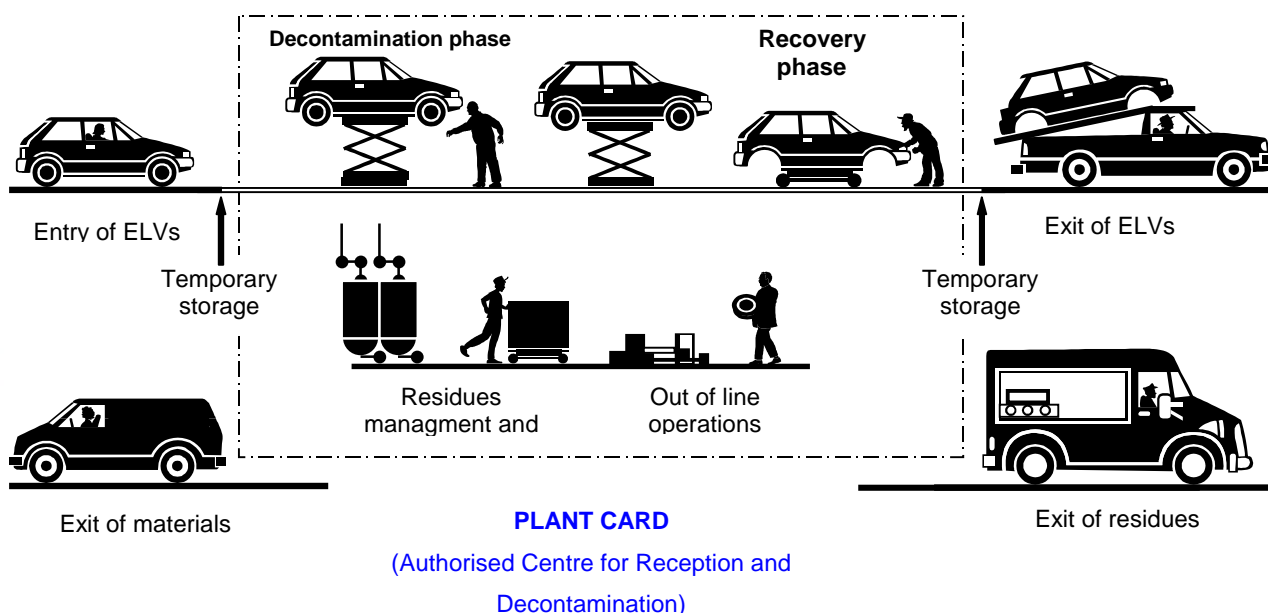 Decontamination phase
Recovery
phase
Entry of ELVs
Exit of ELVs
Temporary
storage
Temporary
storage
Residues
managment and
Out of line
operations
Exit of materials
Exit of residues
PLANT CARD
(Authorised Centre for Reception and
Decontamination)